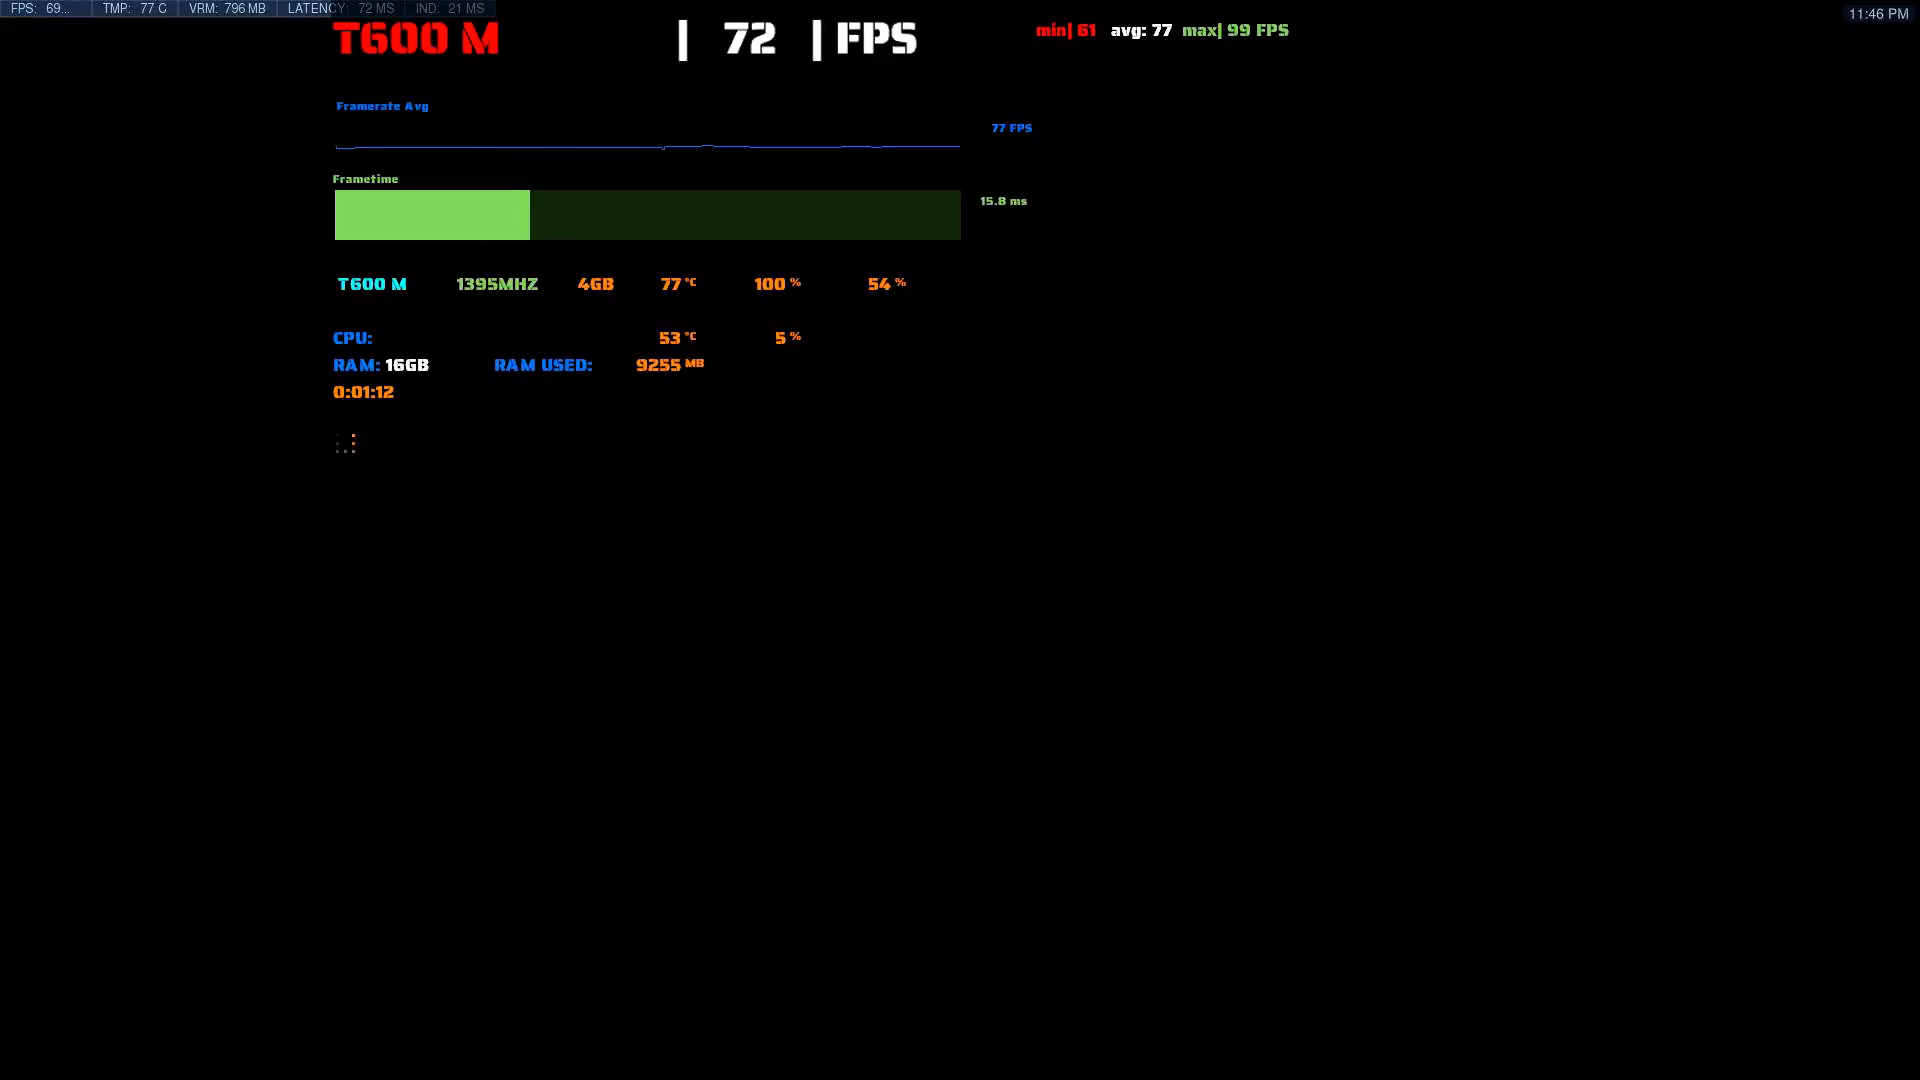 FPS: 69... TMP: 77 C VRM: 796 MB LATENCY: 72 MS IND: 21 MS 11:46 PM
T600 M | 72 | FPS min| 61 avg: 77 max| 99 FPS
Framerate Avg
77 FPS
Frametime
15.8 ms
T600 M 1395MHZ 4GB 77 °C 100 % 54 %
CPU: 53 °C 5 %
RAM: 16GB RAM USED: 9255 MB
0:01:12